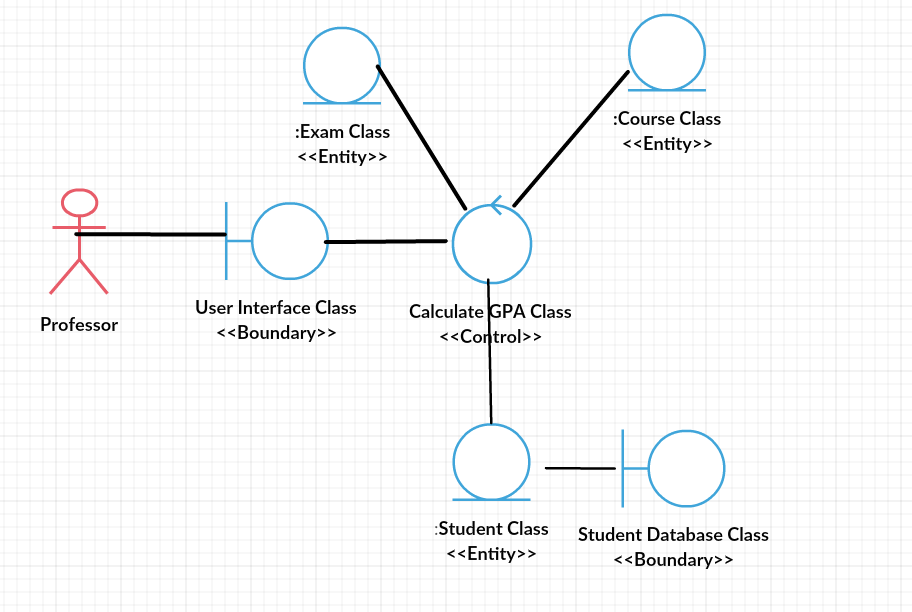 :Exam Class
<<Entity>>
:Course Class
<<Entity>>
Professor
User Interface Class
<<Boundary>>
Calculate GPA Class
<<Control>>
:Student Class
<<Entity>>
Student Database Class
<<Boundary>>